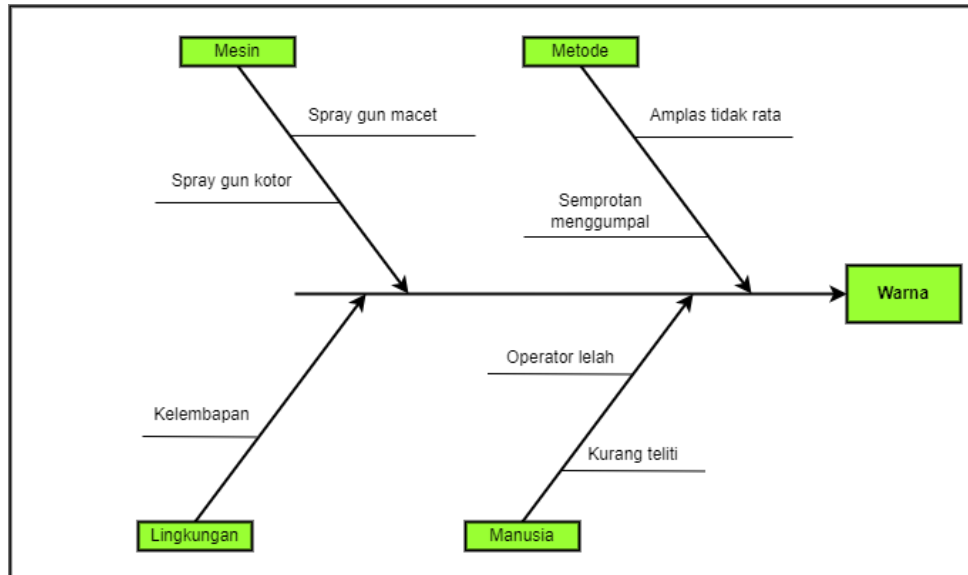 Mesin
Metode
Spray gun macet
Amplas tidak rata
Spray gun kotor
Semprotan
menggumpal
Warna
Operator lelah
Kelembapan
Kurang teliti
Lingkungan
Manusia